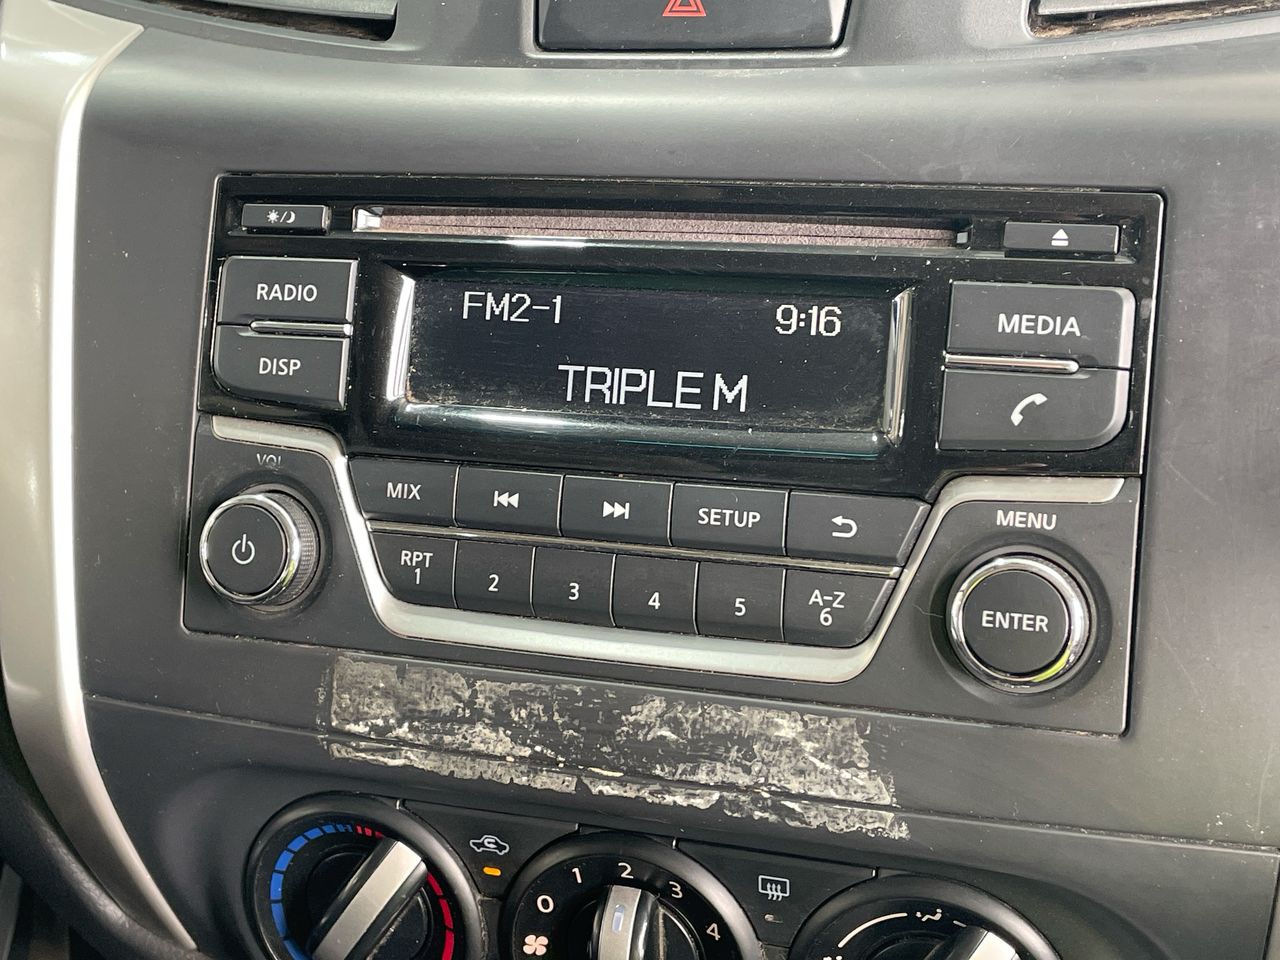 FM2-1 9:16
TRIPLE M
RADIO
DISP
MEDIA
VOL
MIX
SETUP
MENU
RPT
1
2
3
4
5
A-Z
6
ENTER
0
1
2
3
4